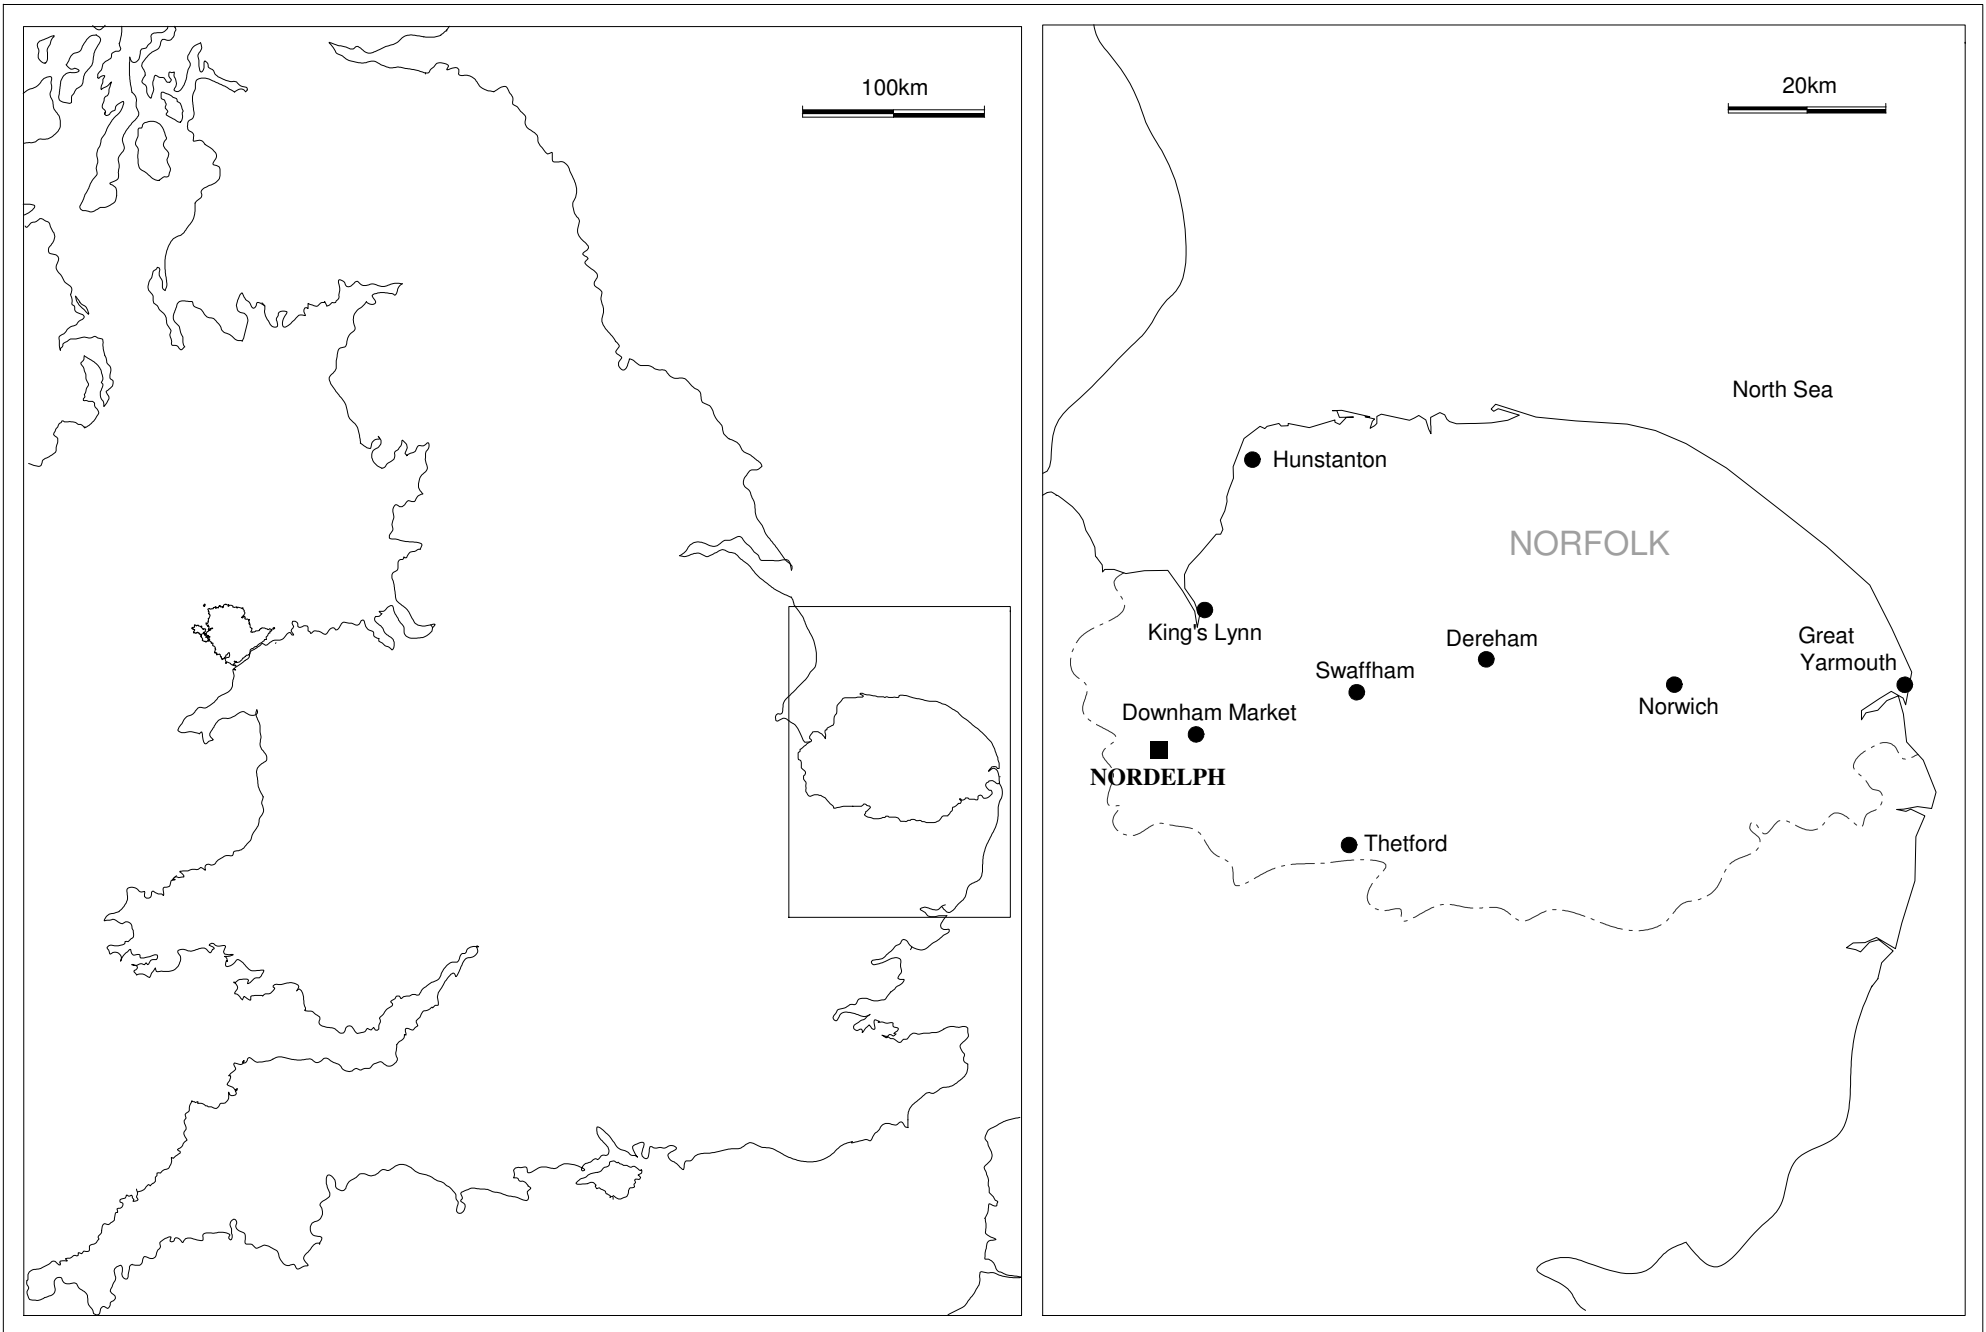 100km
20km
North Sea
Hunstanton
NORFOLK
King's Lynn
Dereham
Great
Yarmouth
Swaffham
Norwich
Downham Market
NORDELPH
Thetford